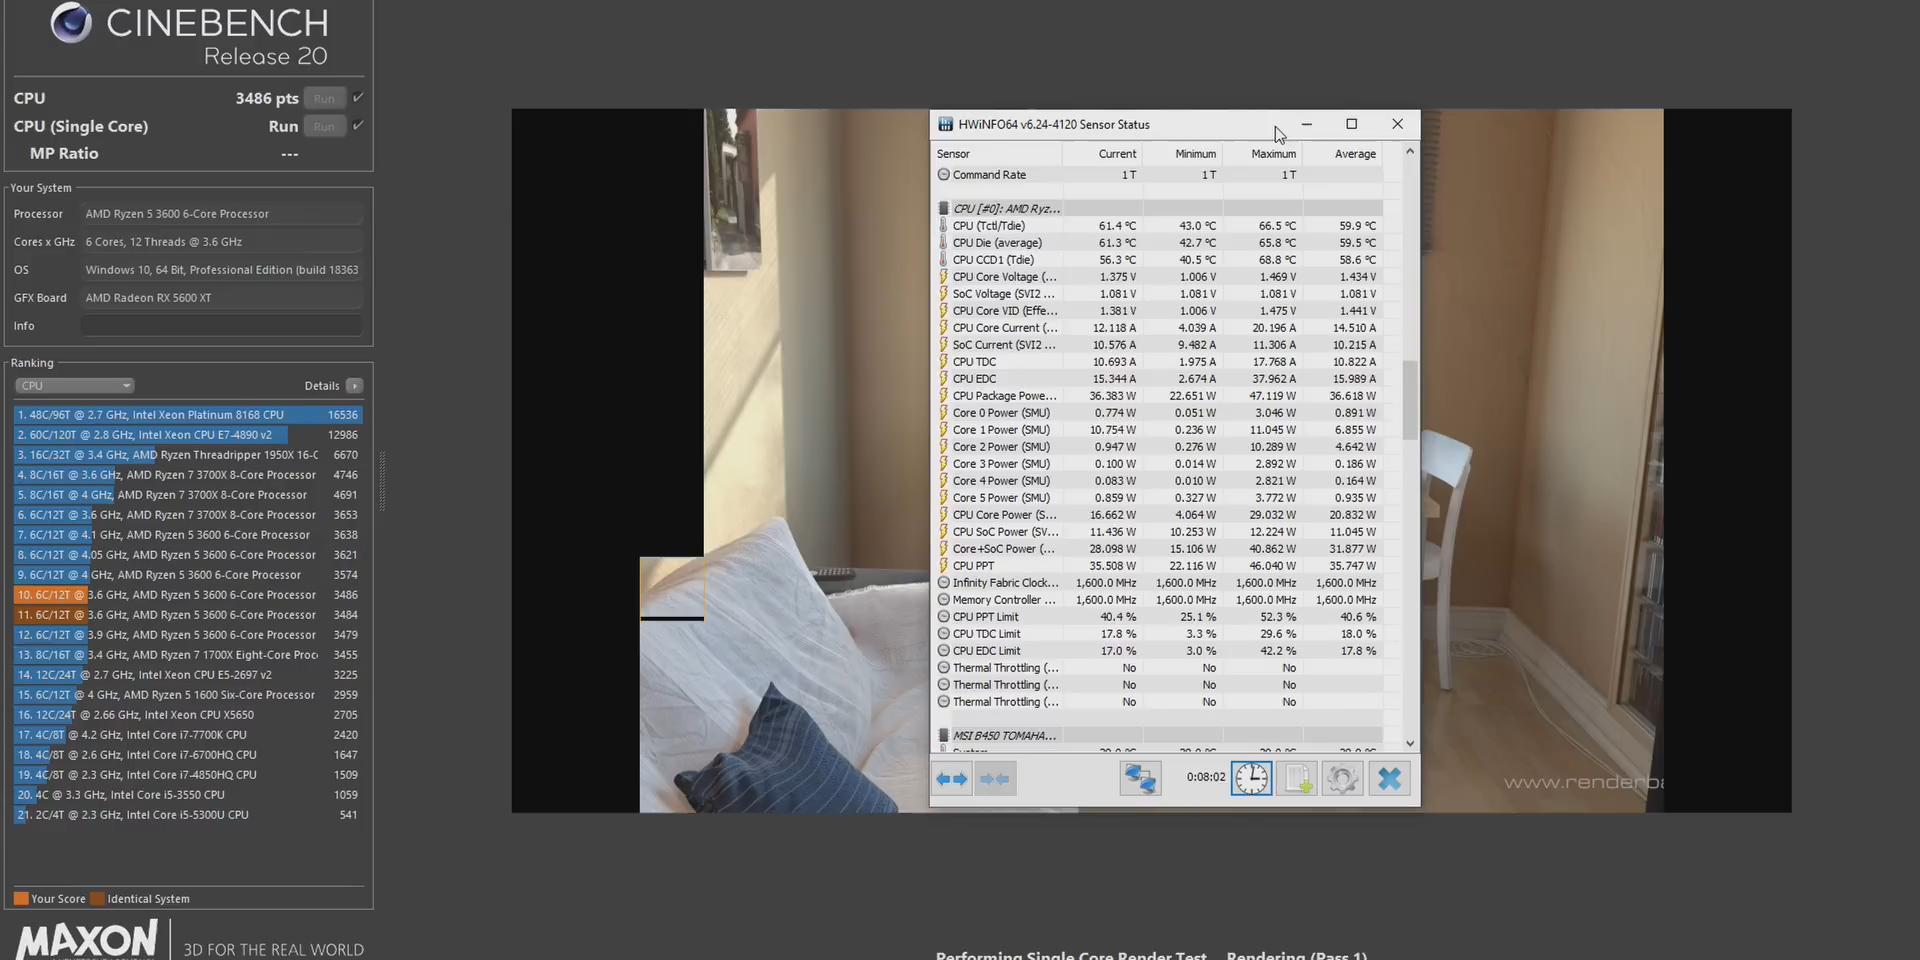 CINEBENCH
Release 20
CPU 3486 pts Run
CPU (Single Core) Run Run
MP Ratio ---
Your System
Processor AMD Ryzen 5 3600 6-Core Processor
Cores x GHz 6 Cores, 12 Threads @ 3.6 GHz
OS Windows 10, 64 Bit, Professional Edition (build 18363
GFX Board AMD Radeon RX 5600 XT
Info
Ranking
CPU Details
1. 48C/96T @ 2.7 GHz, Intel Xeon Platinum 8168 CPU 16536
2. 60C/120T @ 2.8 GHz, Intel Xeon CPU E7-4890 v2 12986
3. 16C/32T @ 3.4 GHz, AMD Ryzen Threadripper 1950X 16-C 6670
4. 8C/16T @ 3.6 GHz, AMD Ryzen 7 3700X 8-Core Processor 4746
5. 8C/16T @ 4 GHz, AMD Ryzen 7 3700X 8-Core Processor 4691
6. 6C/12T @ 3.6 GHz, AMD Ryzen 7 3700X 8-Core Processor 3653
7. 6C/12T @ 4.1 GHz, AMD Ryzen 5 3600 6-Core Processor 3638
8. 6C/12T @ 4.05 GHz, AMD Ryzen 5 3600 6-Core Processor 3621
9. 6C/12T @ 4 GHz, AMD Ryzen 5 3600 6-Core Processor 3574
10. 6C/12T @ 3.6 GHz, AMD Ryzen 5 3600 6-Core Processor 3486
11. 6C/12T @ 3.6 GHz, AMD Ryzen 5 3600 6-Core Processor 3484
12. 6C/12T @ 3.9 GHz, AMD Ryzen 5 3600 6-Core Processor 3479
13. 8C/16T @ 3.4 GHz, AMD Ryzen 7 1700X Eight-Core Proc 3455
14. 12C/24T @ 2.7 GHz, Intel Xeon CPU E5-2697 v2 3225
15. 6C/12T @ 4 GHz, AMD Ryzen 5 1600 Six-Core Processor 2959
16. 12C/24T @ 2.66 GHz, Intel Xeon CPU X5650 2705
17. 4C/8T @ 4.2 GHz, Intel Core i7-7700K CPU 2420
18. 4C/8T @ 2.6 GHz, Intel Core i7-6700HQ CPU 1647
19. 4C/8T @ 2.3 GHz, Intel Core i7-4850HQ CPU 1509
20. 4C @ 3.3 GHz, Intel Core i5-3550 CPU 1059
21. 2C/4T @ 2.3 GHz, Intel Core i5-5300U CPU 541
Your Score Identical System
MAXON 3D FOR THE REAL WORLD
HWiNFO64 v6.24-4120 Sensor Status
Sensor Current Minimum Maximum Average
Command Rate 1 T 1 T 1 T
CPU [#0]: AMD Ryz...
CPU (Tctl/Tdie) 61.4 °C 43.0 °C 66.5 °C 59.9 °C
CPU Die (average) 61.3 °C 42.7 °C 65.8 °C 59.5 °C
CPU CCD1 (Tdie) 56.3 °C 40.5 °C 68.8 °C 58.6 °C
CPU Core Voltage (... 1.375 V 1.006 V 1.469 V 1.434 V
SoC Voltage (SVI2 ... 1.081 V 1.081 V 1.081 V 1.081 V
CPU Core VID (Effe... 1.381 V 1.006 V 1.475 V 1.441 V
CPU Core Current (... 12.118 A 4.039 A 20.196 A 14.510 A
SoC Current (SVI2 ... 10.576 A 9.482 A 11.306 A 10.215 A
CPU TDC 10.693 A 1.975 A 17.768 A 10.822 A
CPU EDC 15.344 A 2.674 A 37.962 A 15.989 A
CPU Package Powe... 36.383 W 22.651 W 47.119 W 36.618 W
Core 0 Power (SMU) 0.774 W 0.051 W 3.046 W 0.891 W
Core 1 Power (SMU) 10.754 W 0.236 W 11.045 W 6.855 W
Core 2 Power (SMU) 0.947 W 0.276 W 10.289 W 4.642 W
Core 3 Power (SMU) 0.100 W 0.014 W 2.892 W 0.186 W
Core 4 Power (SMU) 0.083 W 0.010 W 2.821 W 0.164 W
Core 5 Power (SMU) 0.859 W 0.327 W 3.772 W 0.935 W
CPU Core Power (S... 16.662 W 4.064 W 29.032 W 20.832 W
CPU SoC Power (SV... 11.436 W 10.253 W 12.224 W 11.045 W
Core+SoC Power (... 28.098 W 15.106 W 40.862 W 31.877 W
CPU PPT 35.508 W 22.116 W 46.040 W 35.747 W
Infinity Fabric Clock... 1,600.0 MHz 1,600.0 MHz 1,600.0 MHz 1,600.0 MHz
Memory Controller ... 1,600.0 MHz 1,600.0 MHz 1,600.0 MHz 1,600.0 MHz
CPU PPT Limit 40.4 % 25.1 % 52.3 % 40.6 %
CPU TDC Limit 17.8 % 3.3 % 29.6 % 18.0 %
CPU EDC Limit 17.0 % 3.0 % 42.2 % 17.8 %
Thermal Throttling (... No No No
Thermal Throttling (... No No No
Thermal Throttling (... No No No
MSI B450 TOMAHA...
0:08:02
www.renderba
Performing Single Core Render Test... Rendering (Pass 1)